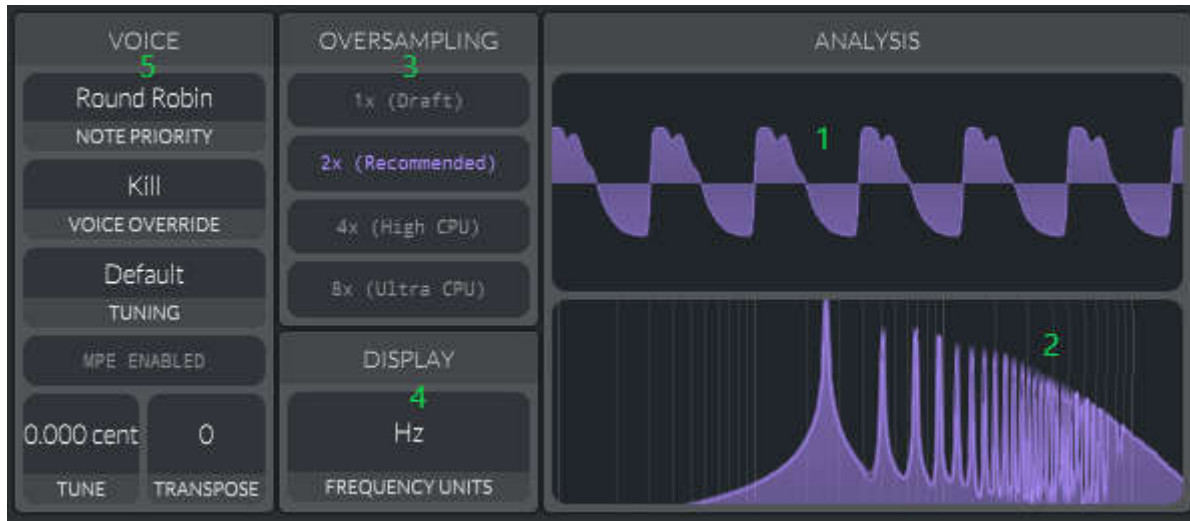 VOICE
5
Round Robin
NOTE PRIORITY
Kill
VOICE OVERRIDE
Default
TUNING
MPE ENABLED
0.000 cent
TUNE
0
TRANSPOSE
OVERSAMPLING
3
1x (Draft)
2x (Recommended)
4x (High CPU)
8x (Ultra CPU)
DISPLAY
4
Hz
FREQUENCY UNITS
ANALYSIS
1
2